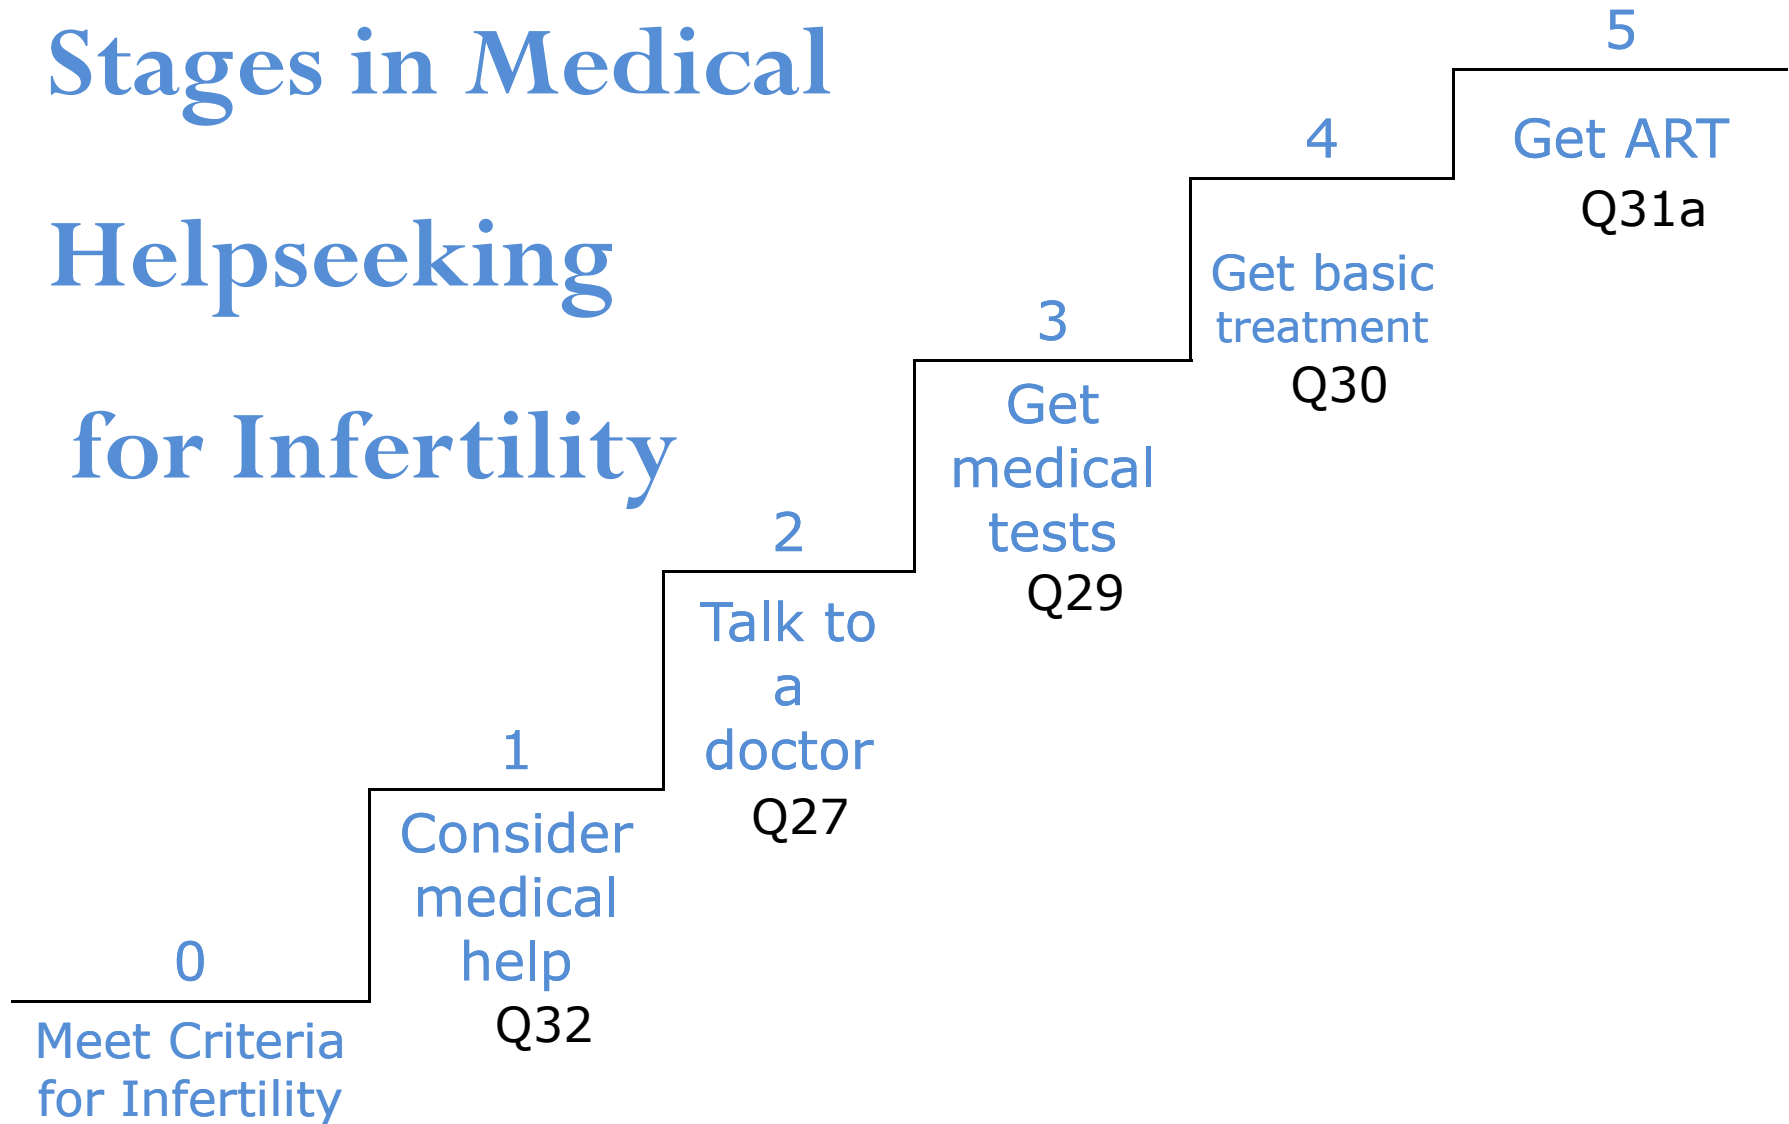 Stages in Medical
Helpseeking
for Infertility
0
Meet Criteria
for Infertility
1
Consider
medical
help
Q32
2
Talk to
a
doctor
Q27
3
Get
medical
tests
Q29
4
Get basic
treatment
Q30
5
Get ART
Q31a